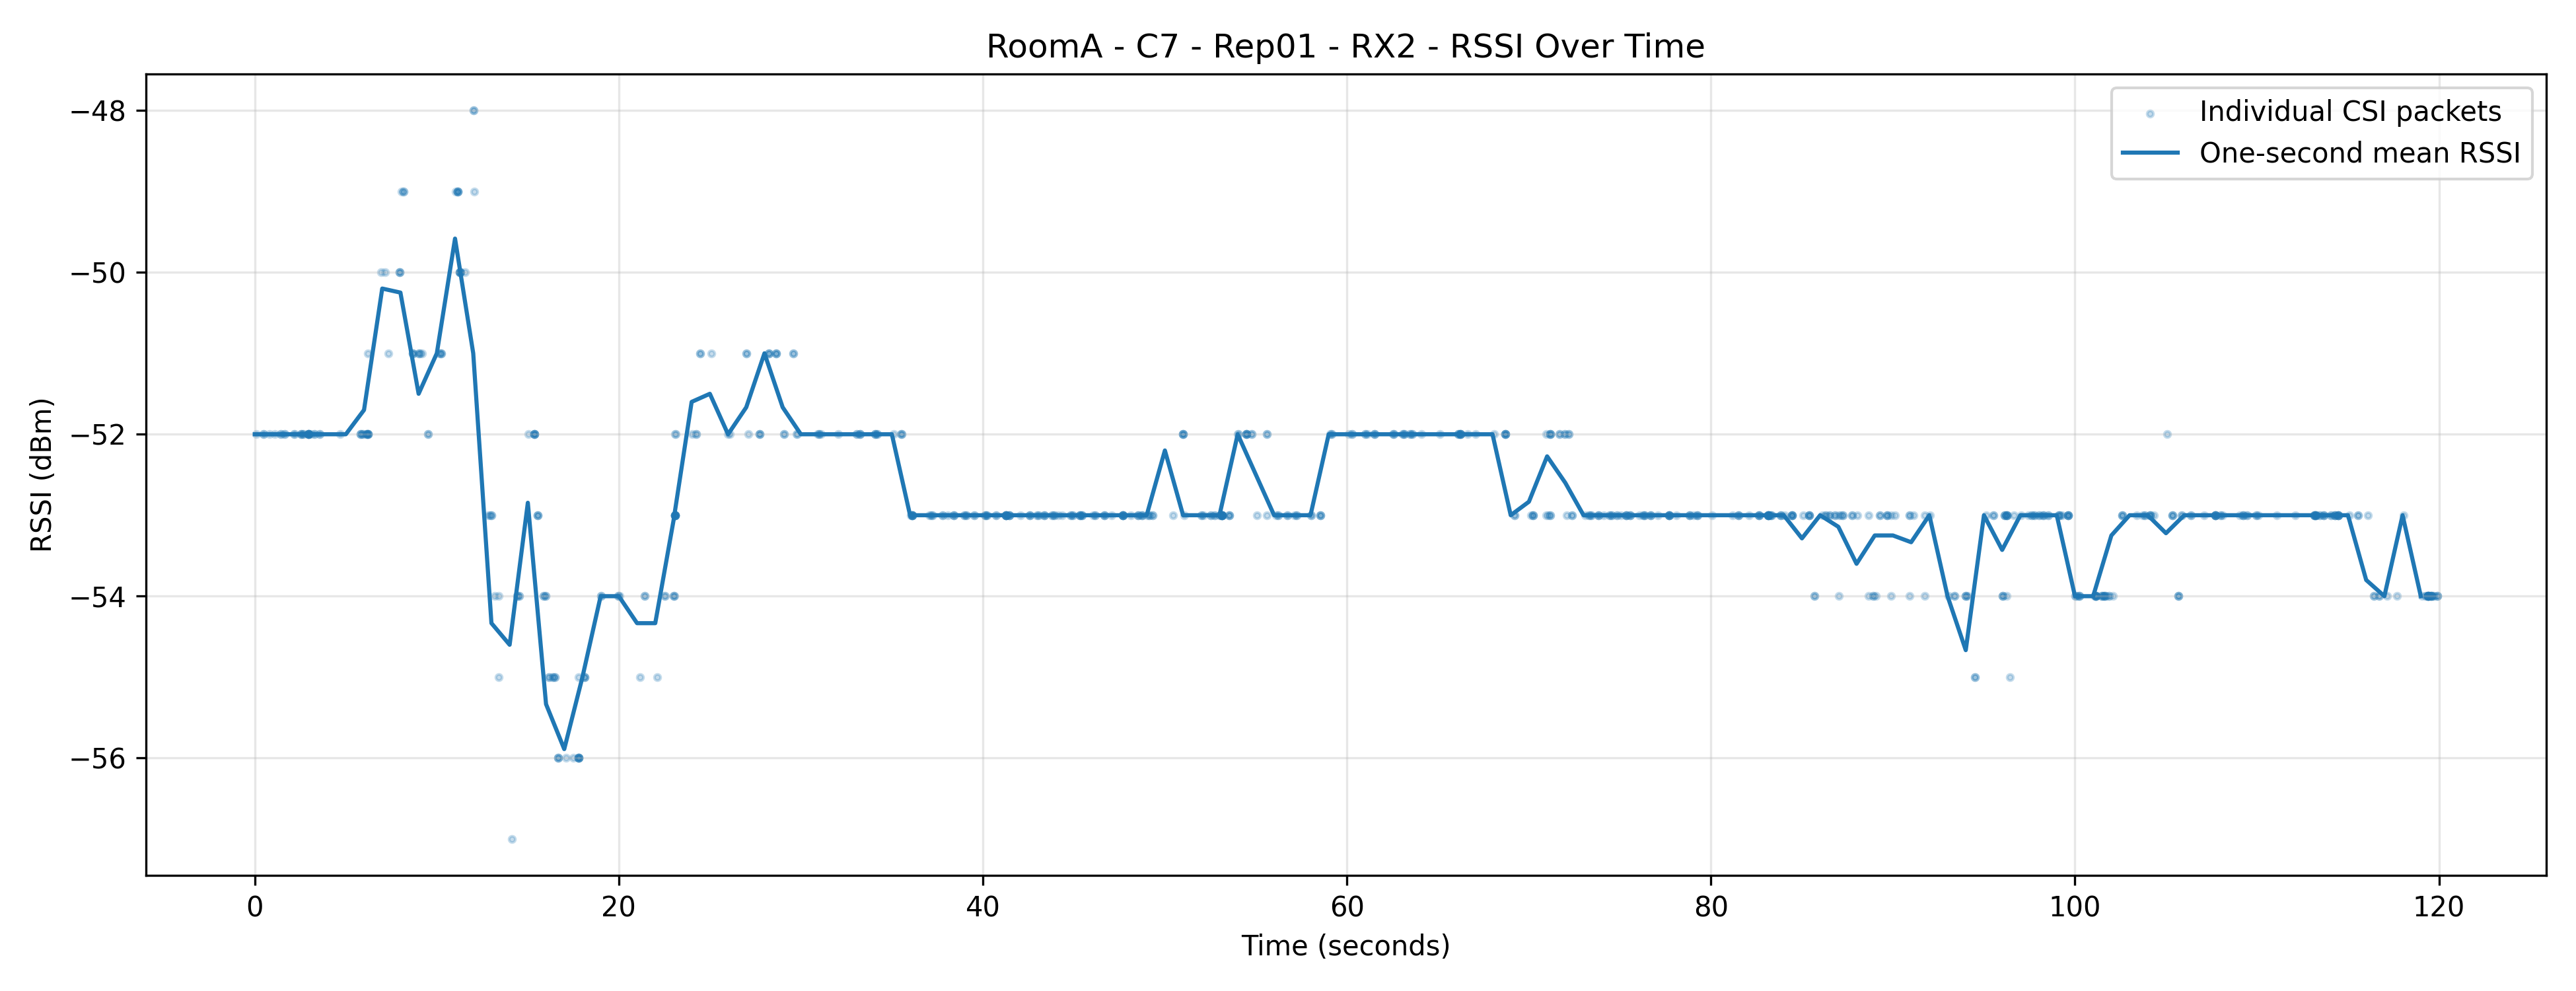 RoomA - C7 - Rep01 - RX2 - RSSI Over Time
Individual CSI packets
One-second mean RSSI
RSSI (dBm)
−48
−50
−52
−54
−56
0 20 40 60 80 100 120
Time (seconds)